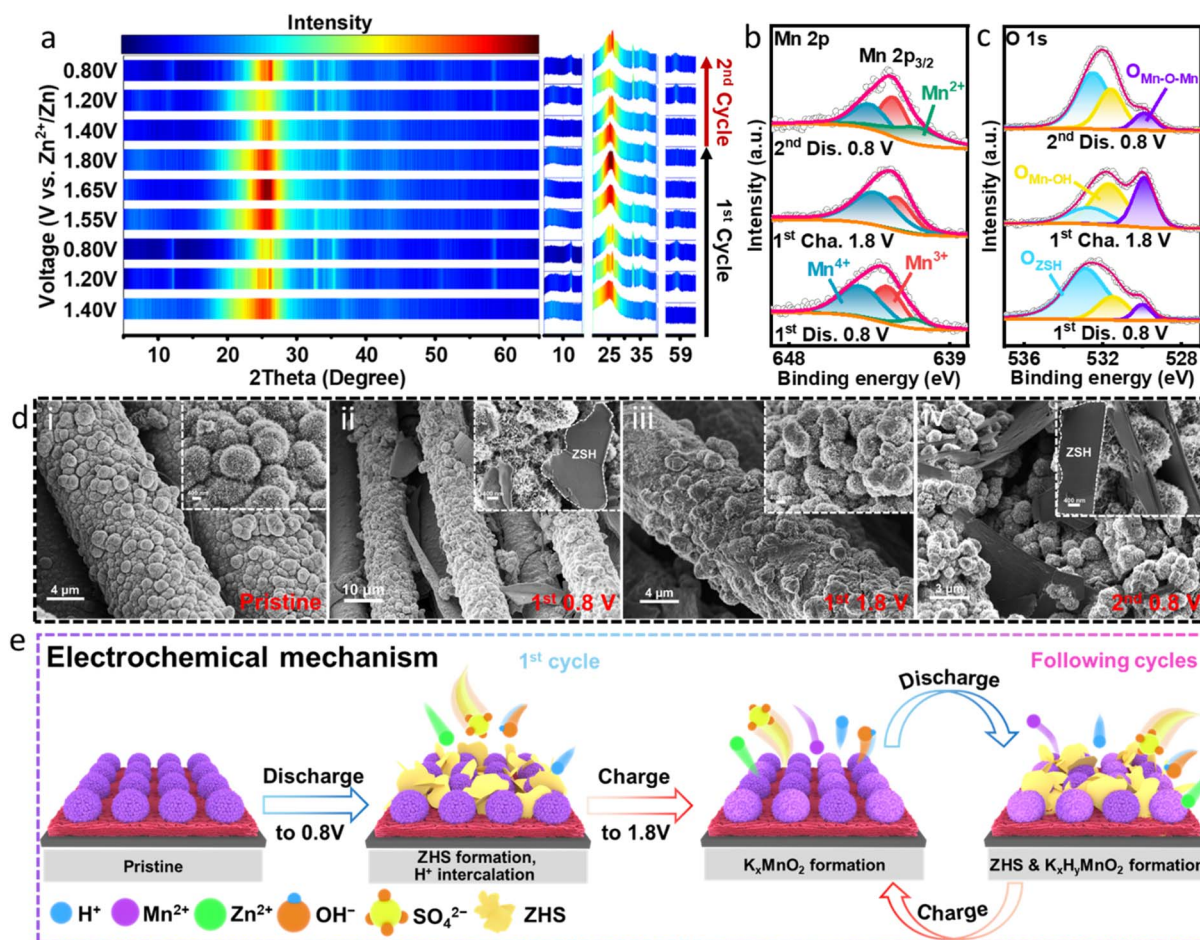 a
Intensity
Voltage (V vs. Zn²⁺/Zn)
0.80V
1.20V
1.40V
1.80V
1.65V
1.55V
0.80V
1.20V
1.40V
10 20 30 40 50 60
10
25 35
59
2Theta (Degree)
2nd Cycle
1st Cycle
b
Mn 2p
Mn 2p3/2
Mn²⁺
2nd Dis. 0.8 V
1st Cha. 1.8 V
Mn⁴⁺
Mn³⁺
1st Dis. 0.8 V
Intensity (a.u.)
648 639
Binding energy (eV)
c
O 1s
OMn-O-Mn
2nd Dis. 0.8 V
OMn-OH
1st Cha. 1.8 V
OZSH
1st Dis. 0.8 V
Intensity (a.u.)
536 532 528
Binding energy (eV)
d
i
400 nm
4 μm
Pristine
ii
ZSH
400 nm
10 μm
1st 0.8 V
iii
400 nm
4 μm
1st 1.8 V
iv
ZSH
400 nm
3 μm
2nd 0.8 V
e
Electrochemical mechanism
1st cycle
Following cycles
Discharge
to 0.8V
Charge
to 1.8V
Discharge
Charge
Pristine
ZHS formation,
H⁺ intercalation
KxMnO₂ formation
ZHS & KxHyMnO₂ formation
H⁺
Mn²⁺
Zn²⁺
OH⁻
SO₄²⁻
ZHS